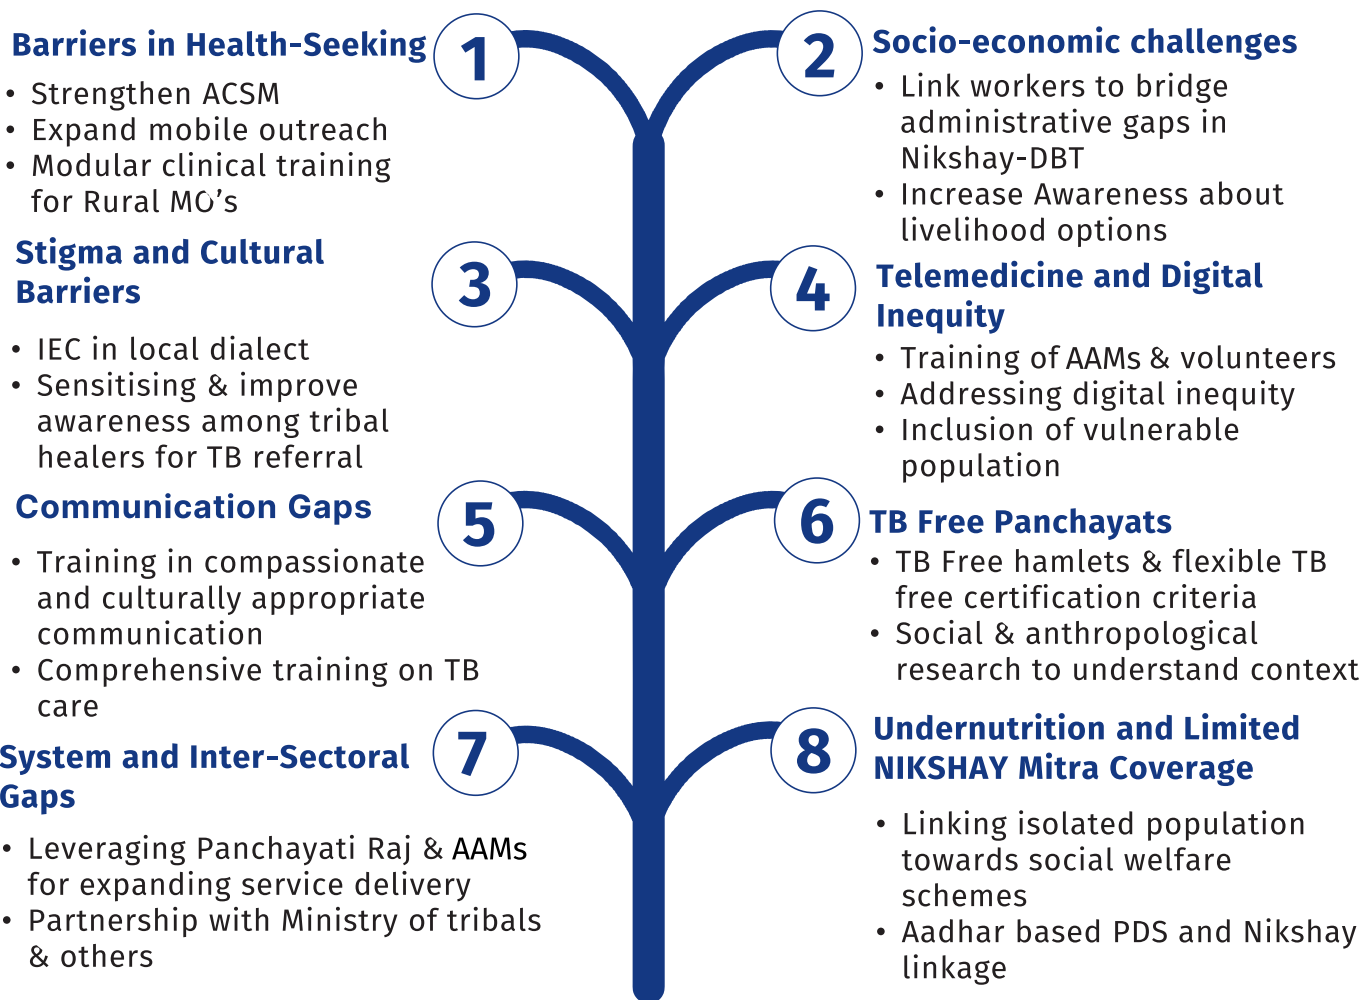 Barriers in Health-Seeking
1
• Strengthen ACSM
• Expand mobile outreach
• Modular clinical training
for Rural MO's
2
Socio-economic challenges
• Link workers to bridge
administrative gaps in
Nikshay-DBT
• Increase Awareness about
livelihood options
Stigma and Cultural
Barriers
3
• IEC in local dialect
• Sensitising & improve
awareness among tribal
healers for TB referral
4
Telemedicine and Digital
Inequity
• Training of AAMs & volunteers
• Addressing digital inequity
• Inclusion of vulnerable
population
Communication Gaps
5
• Training in compassionate
and culturally appropriate
communication
• Comprehensive training on TB
care
6
TB Free Panchayats
• TB Free hamlets & flexible TB
free certification criteria
• Social & anthropological
research to understand context
System and Inter-Sectoral
Gaps
7
• Leveraging Panchayati Raj & AAMs
for expanding service delivery
• Partnership with Ministry of tribals
& others
8
Undernutrition and Limited
NIKSHAY Mitra Coverage
• Linking isolated population
towards social welfare
schemes
• Aadhar based PDS and Nikshay
linkage